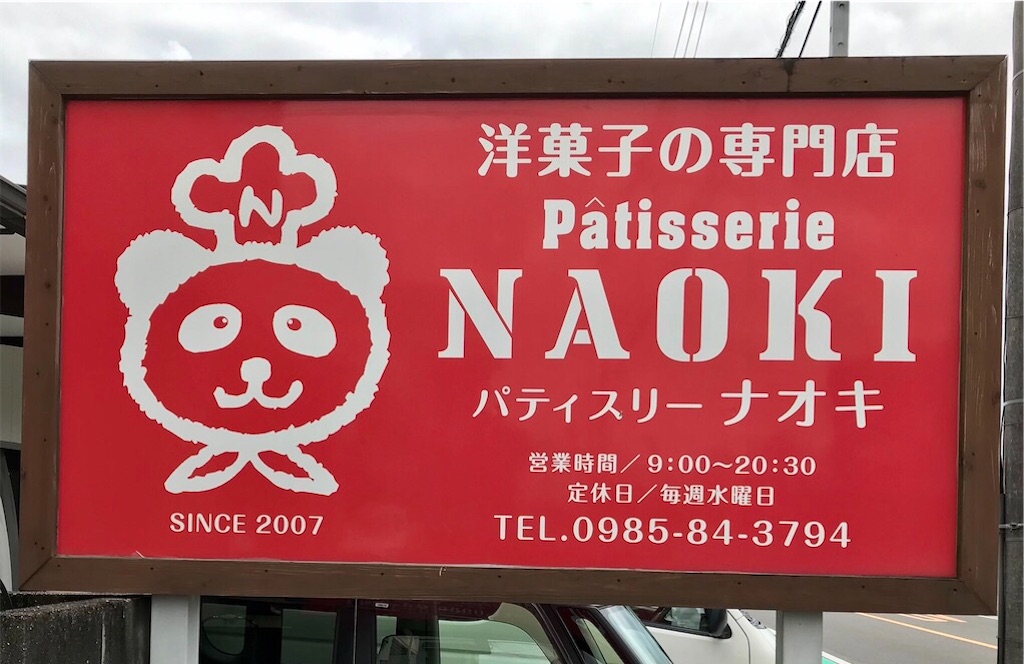 N
洋菓子の専門店
Pâtisserie
NAOKI
パティスリー ナオキ
営業時間／9:00～20:30
定休日／毎週水曜日
TEL.0985-84-3794
SINCE 2007